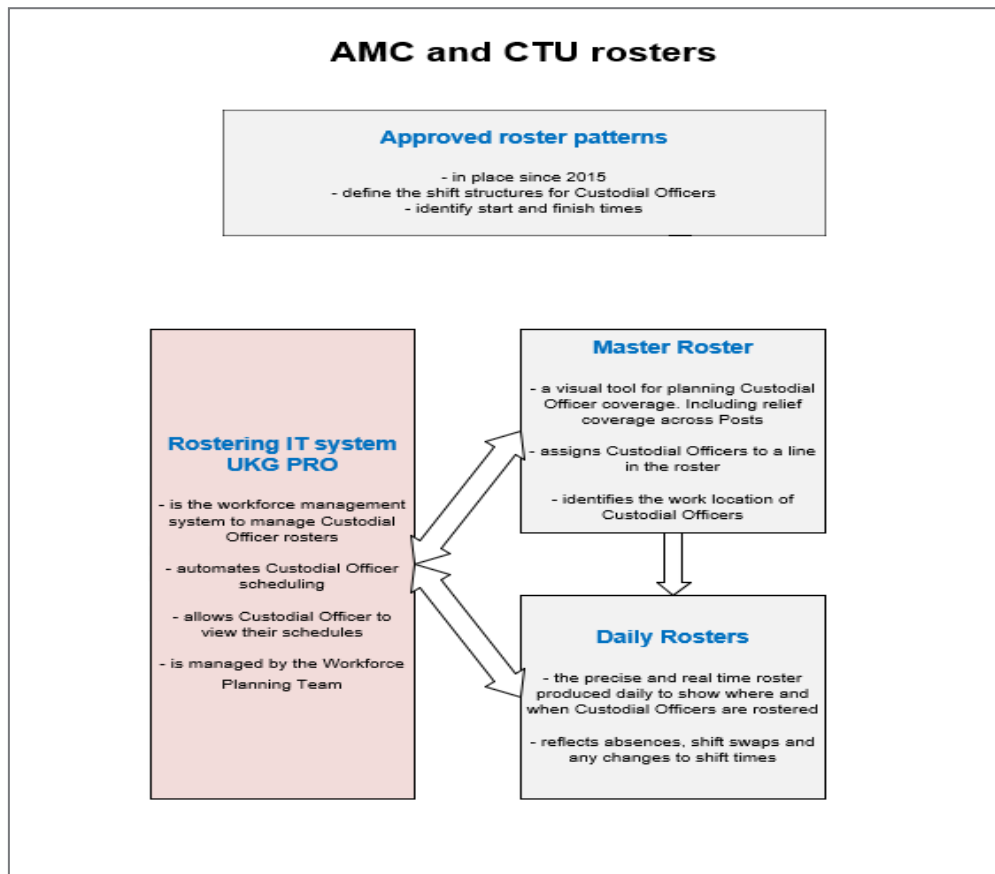 AMC and CTU rosters
Approved roster patterns
- in place since 2015
- define the shift structures for Custodial Officers
- identify start and finish times
Rostering IT system
UKG PRO
- is the workforce management
system to manage Custodial
Officer rosters
- automates Custodial Officer
scheduling
- allows Custodial Officer to
view their schedules
- is managed by the Workforce
Planning Team
Master Roster
- a visual tool for planning Custodial
Officer coverage. Including relief
coverage across Posts
- assigns Custodial Officers to a line
in the roster
- identifies the work location of
Custodial Officers
Daily Rosters
- the precise and real time roster
produced daily to show where and
when Custodial Officers are rostered
- reflects absences, shift swaps and
any changes to shift times